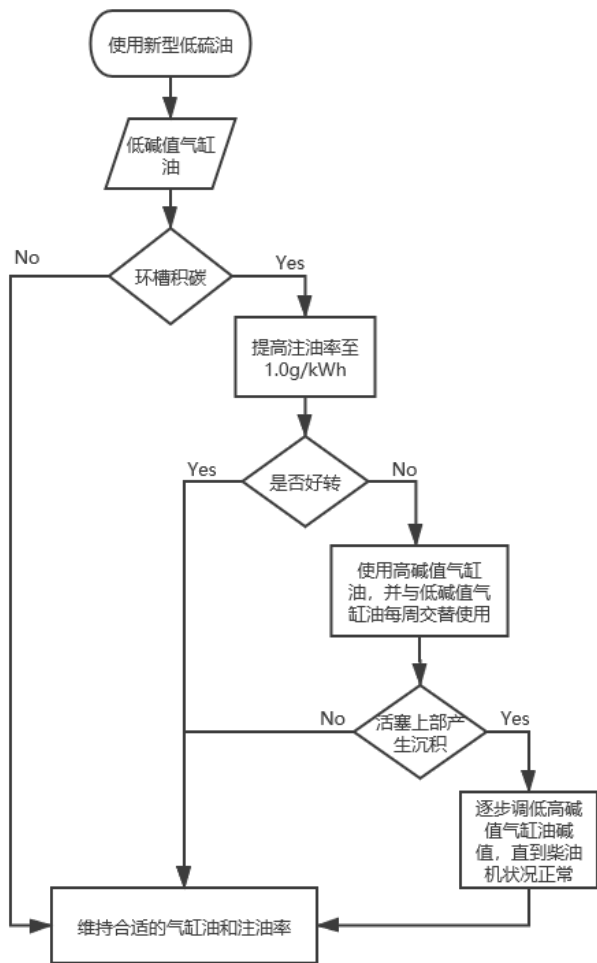 使用新型低硫油
低碱值气缸
油
No
Yes
环槽积碳
提高注油率至
1.0g/kWh
Yes
No
是否好转
使用高碱值气缸
油，并与低碱值气
缸油每周交替使用
No
Yes
活塞上部产
生沉积
逐步调低高碱
值气缸油碱
值，直到柴油
机状况正常
维持合适的气缸油和注油率